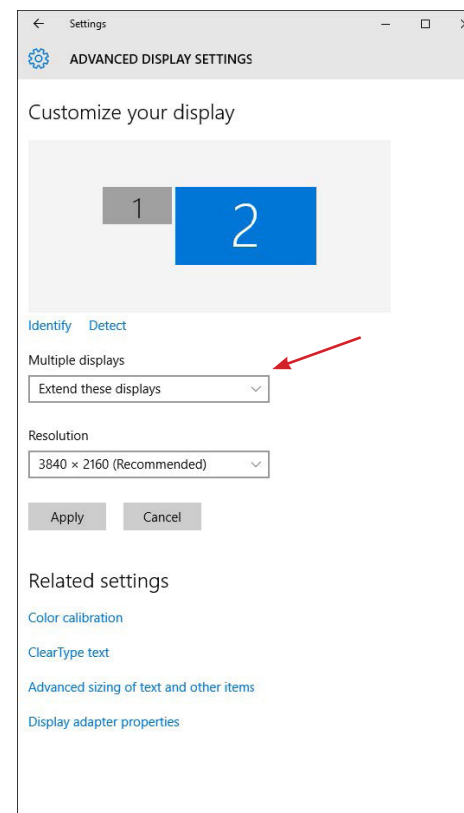 Settings
ADVANCED DISPLAY SETTINGS
Customize your display
1
2
Identify Detect
Multiple displays
Extend these displays
Resolution
3840 × 2160 (Recommended)
Apply Cancel
Related settings
Color calibration
ClearType text
Advanced sizing of text and other items
Display adapter properties